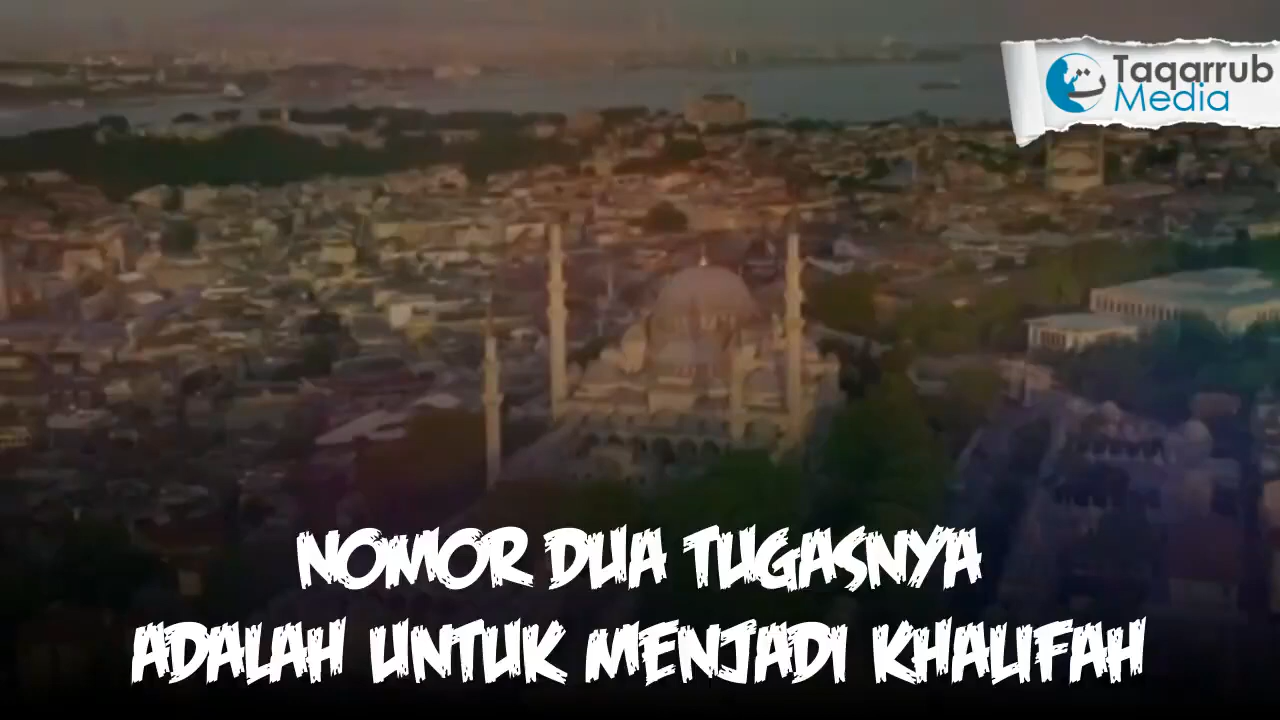 Taqarrub
Media
NOMOR DUA TUGASNYA
ADALAH UNTUK MENJADI KHALIFAH